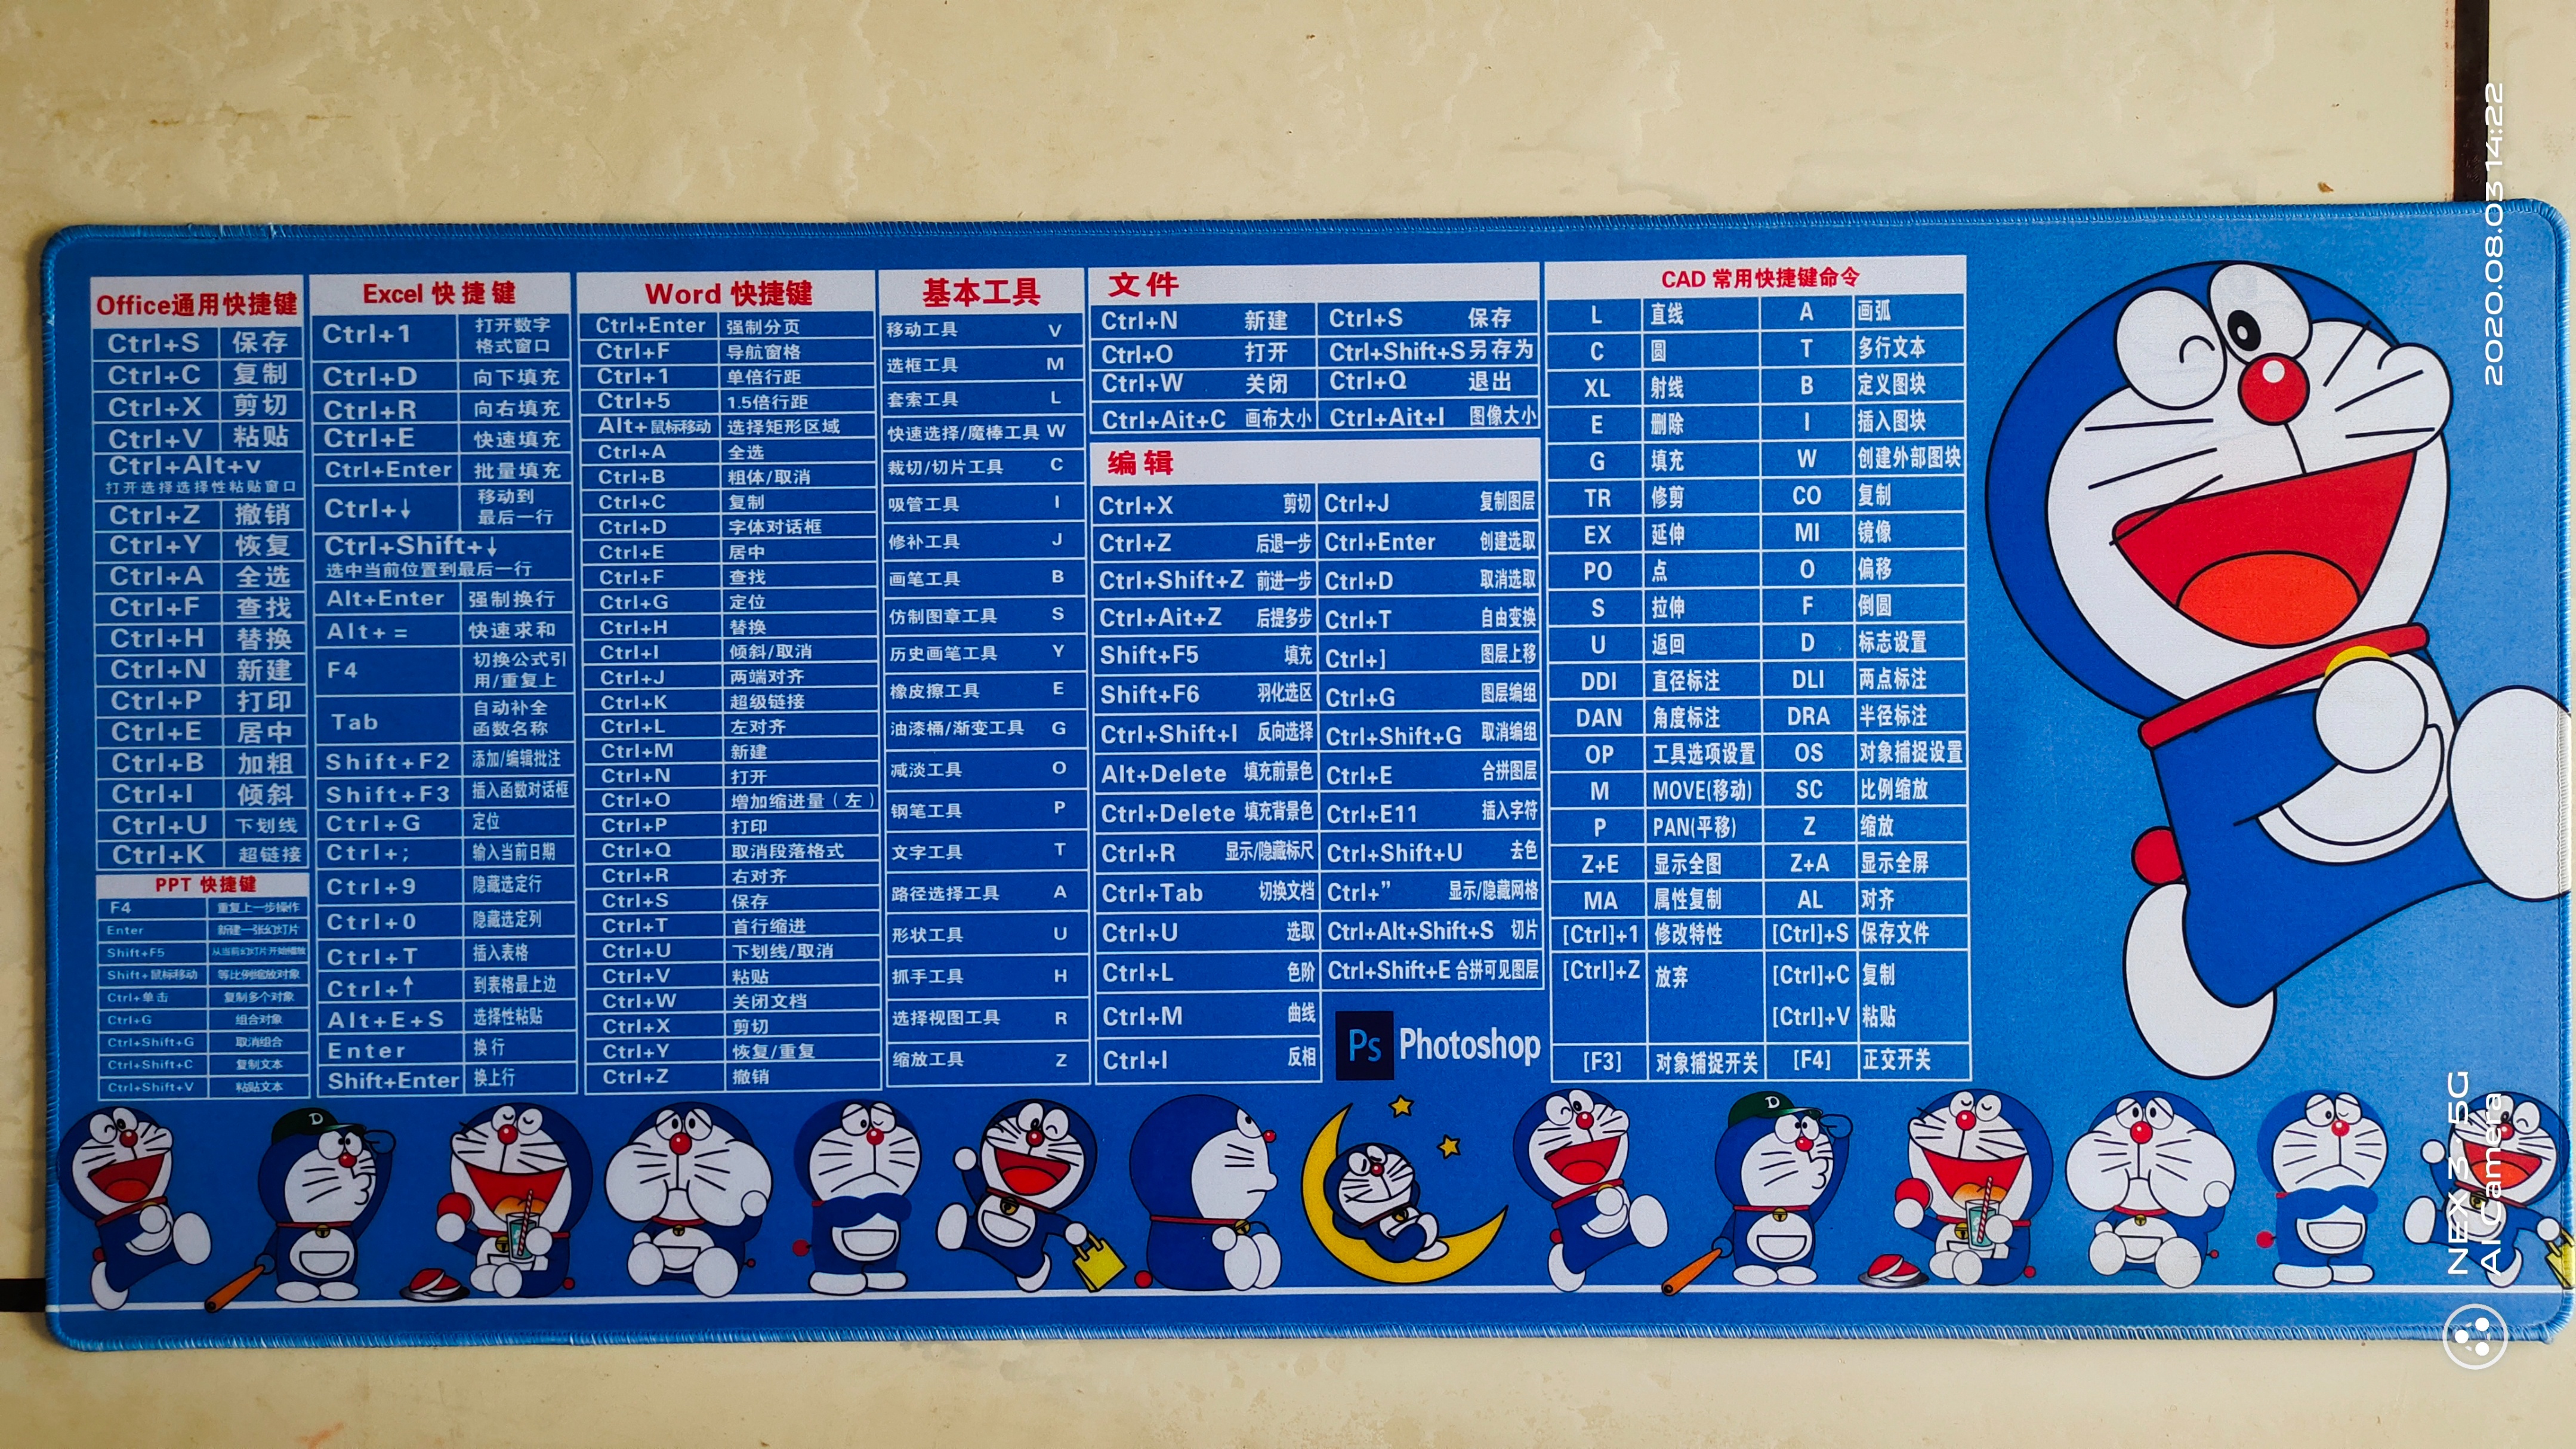 Office通用快捷键
Ctrl+S 保存
Ctrl+C 复制
Ctrl+X 剪切
Ctrl+V 粘贴
Ctrl+Alt+v
打开选择选择性粘贴窗口
Ctrl+Z 撤销
Ctrl+Y 恢复
Ctrl+A 全选
Ctrl+F 查找
Ctrl+H 替换
Ctrl+N 新建
Ctrl+P 打印
Ctrl+E 居中
Ctrl+B 加粗
Ctrl+I 倾斜
Ctrl+U 下划线
Ctrl+K 超链接
PPT 快捷键
F4 重复上一步操作
Enter 新建一张幻灯片
Shift+F5 从当前幻灯片开始播放
Shift+鼠标移动 等比例缩放对象
Ctrl+单击 复制多个对象
Ctrl+G 组合对象
Ctrl+Shift+G 取消组合
Ctrl+Shift+C 复制文本
Ctrl+Shift+V 粘贴文本
Excel 快捷键
Ctrl+1 打开数字
格式窗口
Ctrl+D 向下填充
Ctrl+R 向右填充
Ctrl+E 快速填充
Ctrl+Enter 批量填充
Ctrl+↓ 移动到
最后一行
Ctrl+Shift+↓
选中当前位置到最后一行
Alt+Enter 强制换行
Alt+= 快速求和
F4 切换公式引
用/重复上
Tab 自动补全
函数名称
Shift+F2 添加/编辑批注
Shift+F3 插入函数对话框
Ctrl+G 定位
Ctrl+; 输入当前日期
Ctrl+9 隐藏选定行
Ctrl+0 隐藏选定列
Ctrl+T 插入表格
Ctrl+↑ 到表格最上边
Alt+E+S 选择性粘贴
Enter 换行
Shift+Enter 换上行
Word 快捷键
Ctrl+Enter 强制分页
Ctrl+F 导航窗格
Ctrl+1 单倍行距
Ctrl+5 1.5倍行距
Alt+鼠标移动 选择矩形区域
Ctrl+A 全选
Ctrl+B 粗体/取消
Ctrl+C 复制
Ctrl+D 字体对话框
Ctrl+E 居中
Ctrl+F 查找
Ctrl+G 定位
Ctrl+H 替换
Ctrl+I 倾斜/取消
Ctrl+J 两端对齐
Ctrl+K 超级链接
Ctrl+L 左对齐
Ctrl+M 新建
Ctrl+N 打开
Ctrl+O 增加缩进量（左）
Ctrl+P 打印
Ctrl+Q 取消段落格式
Ctrl+R 右对齐
Ctrl+S 保存
Ctrl+T 首行缩进
Ctrl+U 下划线/取消
Ctrl+V 粘贴
Ctrl+W 关闭文档
Ctrl+X 剪切
Ctrl+Y 恢复/重复
Ctrl+Z 撤销
基本工具
移动工具 V
选框工具 M
套索工具 L
快速选择/魔棒工具 W
裁切/切片工具 C
吸管工具 I
修补工具 J
画笔工具 B
仿制图章工具 S
历史画笔工具 Y
橡皮擦工具 E
油漆桶/渐变工具 G
减淡工具 O
钢笔工具 P
文字工具 T
路径选择工具 A
形状工具 U
抓手工具 H
选择视图工具 R
缩放工具 Z
文件
Ctrl+N 新建 Ctrl+S 保存
Ctrl+O 打开 Ctrl+Shift+S 另存为
Ctrl+W 关闭 Ctrl+Q 退出
Ctrl+Ait+C 画布大小 Ctrl+Ait+I 图像大小
编辑
Ctrl+X 剪切 Ctrl+J 复制图层
Ctrl+Z 后退一步 Ctrl+Enter 创建选取
Ctrl+Shift+Z 前进一步 Ctrl+D 取消选取
Ctrl+Ait+Z 后提多步 Ctrl+T 自由变换
Shift+F5 填充 Ctrl+] 图层上移
Shift+F6 羽化选区 Ctrl+G 图层编组
Ctrl+Shift+I 反向选择 Ctrl+Shift+G 取消编组
Alt+Delete 填充前景色 Ctrl+E 合拼图层
Ctrl+Delete 填充背景色 Ctrl+E11 插入字符
Ctrl+R 显示/隐藏标尺 Ctrl+Shift+U 去色
Ctrl+Tab 切换文档 Ctrl+” 显示/隐藏网格
Ctrl+U 选取 Ctrl+Alt+Shift+S 切片
Ctrl+L 色阶 Ctrl+Shift+E 合拼可见图层
Ctrl+M 曲线
Ctrl+I 反相
Ps Photoshop
CAD 常用快捷键命令
L 直线 A 画弧
C 圆 T 多行文本
XL 射线 B 定义图块
E 删除 I 插入图块
G 填充 W 创建外部图块
TR 修剪 CO 复制
EX 延伸 MI 镜像
PO 点 O 偏移
S 拉伸 F 倒圆
U 返回 D 标志设置
DDI 直径标注 DLI 两点标注
DAN 角度标注 DRA 半径标注
OP 工具选项设置 OS 对象捕捉设置
M MOVE(移动) SC 比例缩放
P PAN(平移) Z 缩放
Z+E 显示全图 Z+A 显示全屏
MA 属性复制 AL 对齐
[Ctrl]+1 修改特性 [Ctrl]+S 保存文件
[Ctrl]+Z 放弃 [Ctrl]+C 复制
[Ctrl]+V 粘贴
[F3] 对象捕捉开关 [F4] 正交开关
D
D
2020.08.03 14:22
NEX 3S 5G
AI Camera